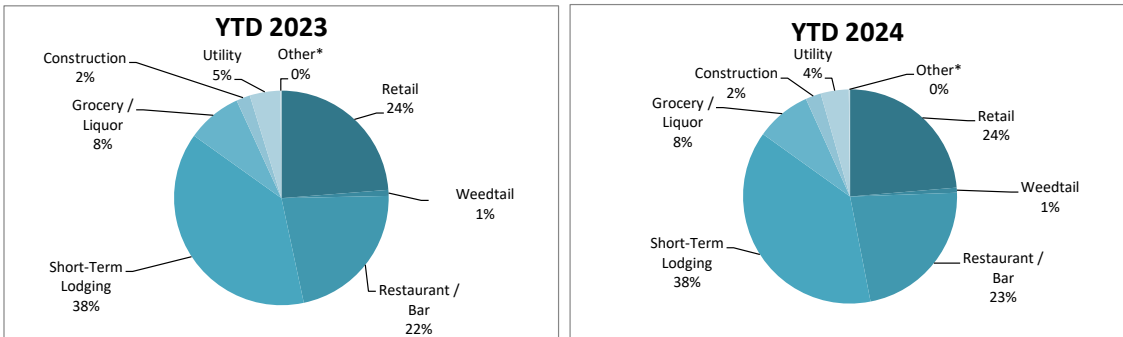 YTD 2023
Construction
2%
Utility
5%
Other*
0%
Retail
24%
Grocery /
Liquor
8%
Weedtail
1%
Short-Term
Lodging
38%
Restaurant /
Bar
22%
YTD 2024
Utility
4%
Other*
0%
Construction
2%
Grocery /
Liquor
8%
Retail
24%
Weedtail
1%
Short-Term
Lodging
38%
Restaurant /
Bar
23%